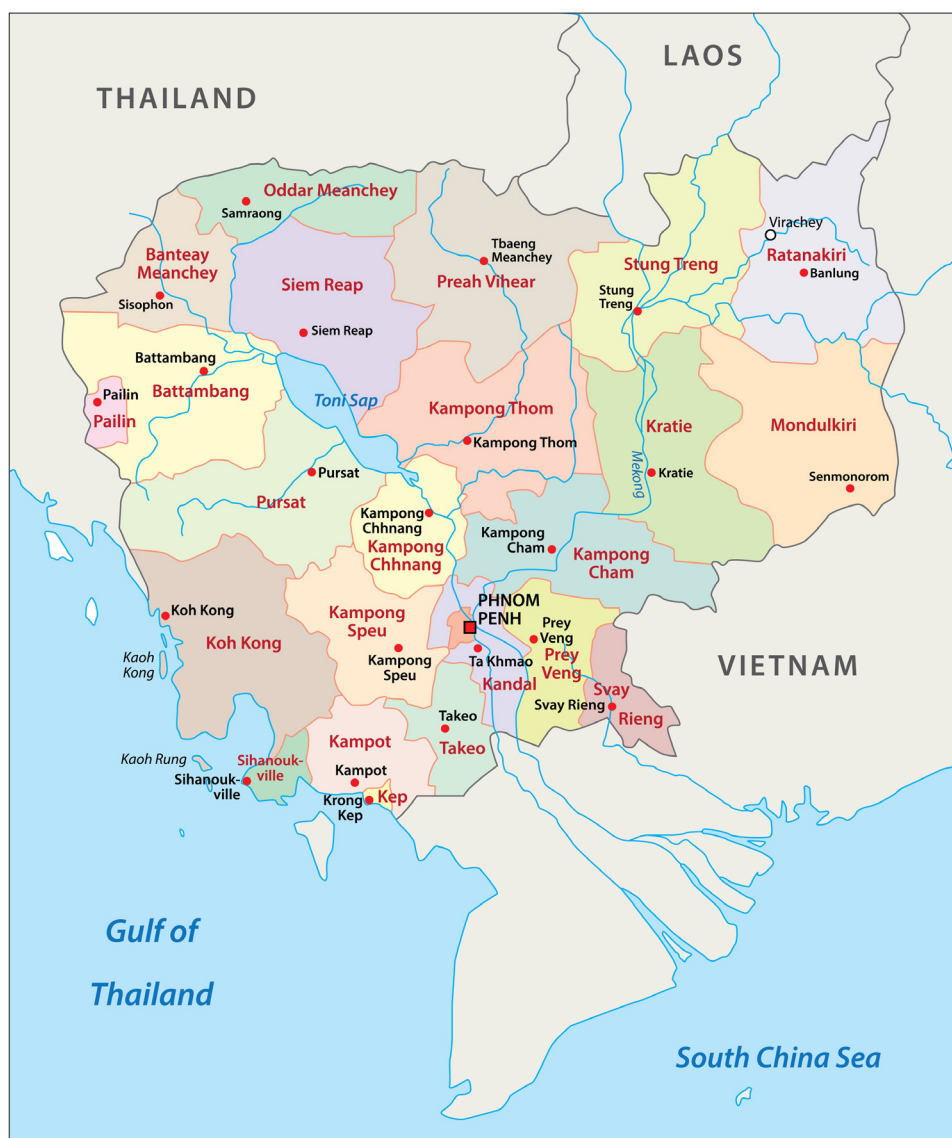 LAOS
THAILAND
Oddar Meanchey
Samraong
Virachey
Banteay
Meanchey
Tbaeng
Meanchey
Ratanakiri
Stung Treng
Banlung
Siem Reap
Preah Vihear
Sisophon
Stung
Treng
Siem Reap
Battambang
Battambang
Pailin
Pailin
Toni Sap
Kampong Thom
Kampong Thom
Kratie
Mondulkiri
Mekong
Kratie
Senmonorom
Pursat
Pursat
Kampong
Chhnang
Kampong
Chhnang
Kampong
Cham
Kampong
Cham
PHNOM
PENH
Koh Kong
Koh Kong
Kampong
Speu
Kampong
Speu
Prey
Veng
Prey
Veng
Ta Khmao
Kandal
Kaoh
Kong
VIETNAM
Svay
Rieng
Svay Rieng
Takeo
Takeo
Kampot
Kampot
Kaoh Rung
Sihanouk-
ville
Sihanouk-
ville
Krong
Kep
Kep
Gulf of
Thailand
South China Sea